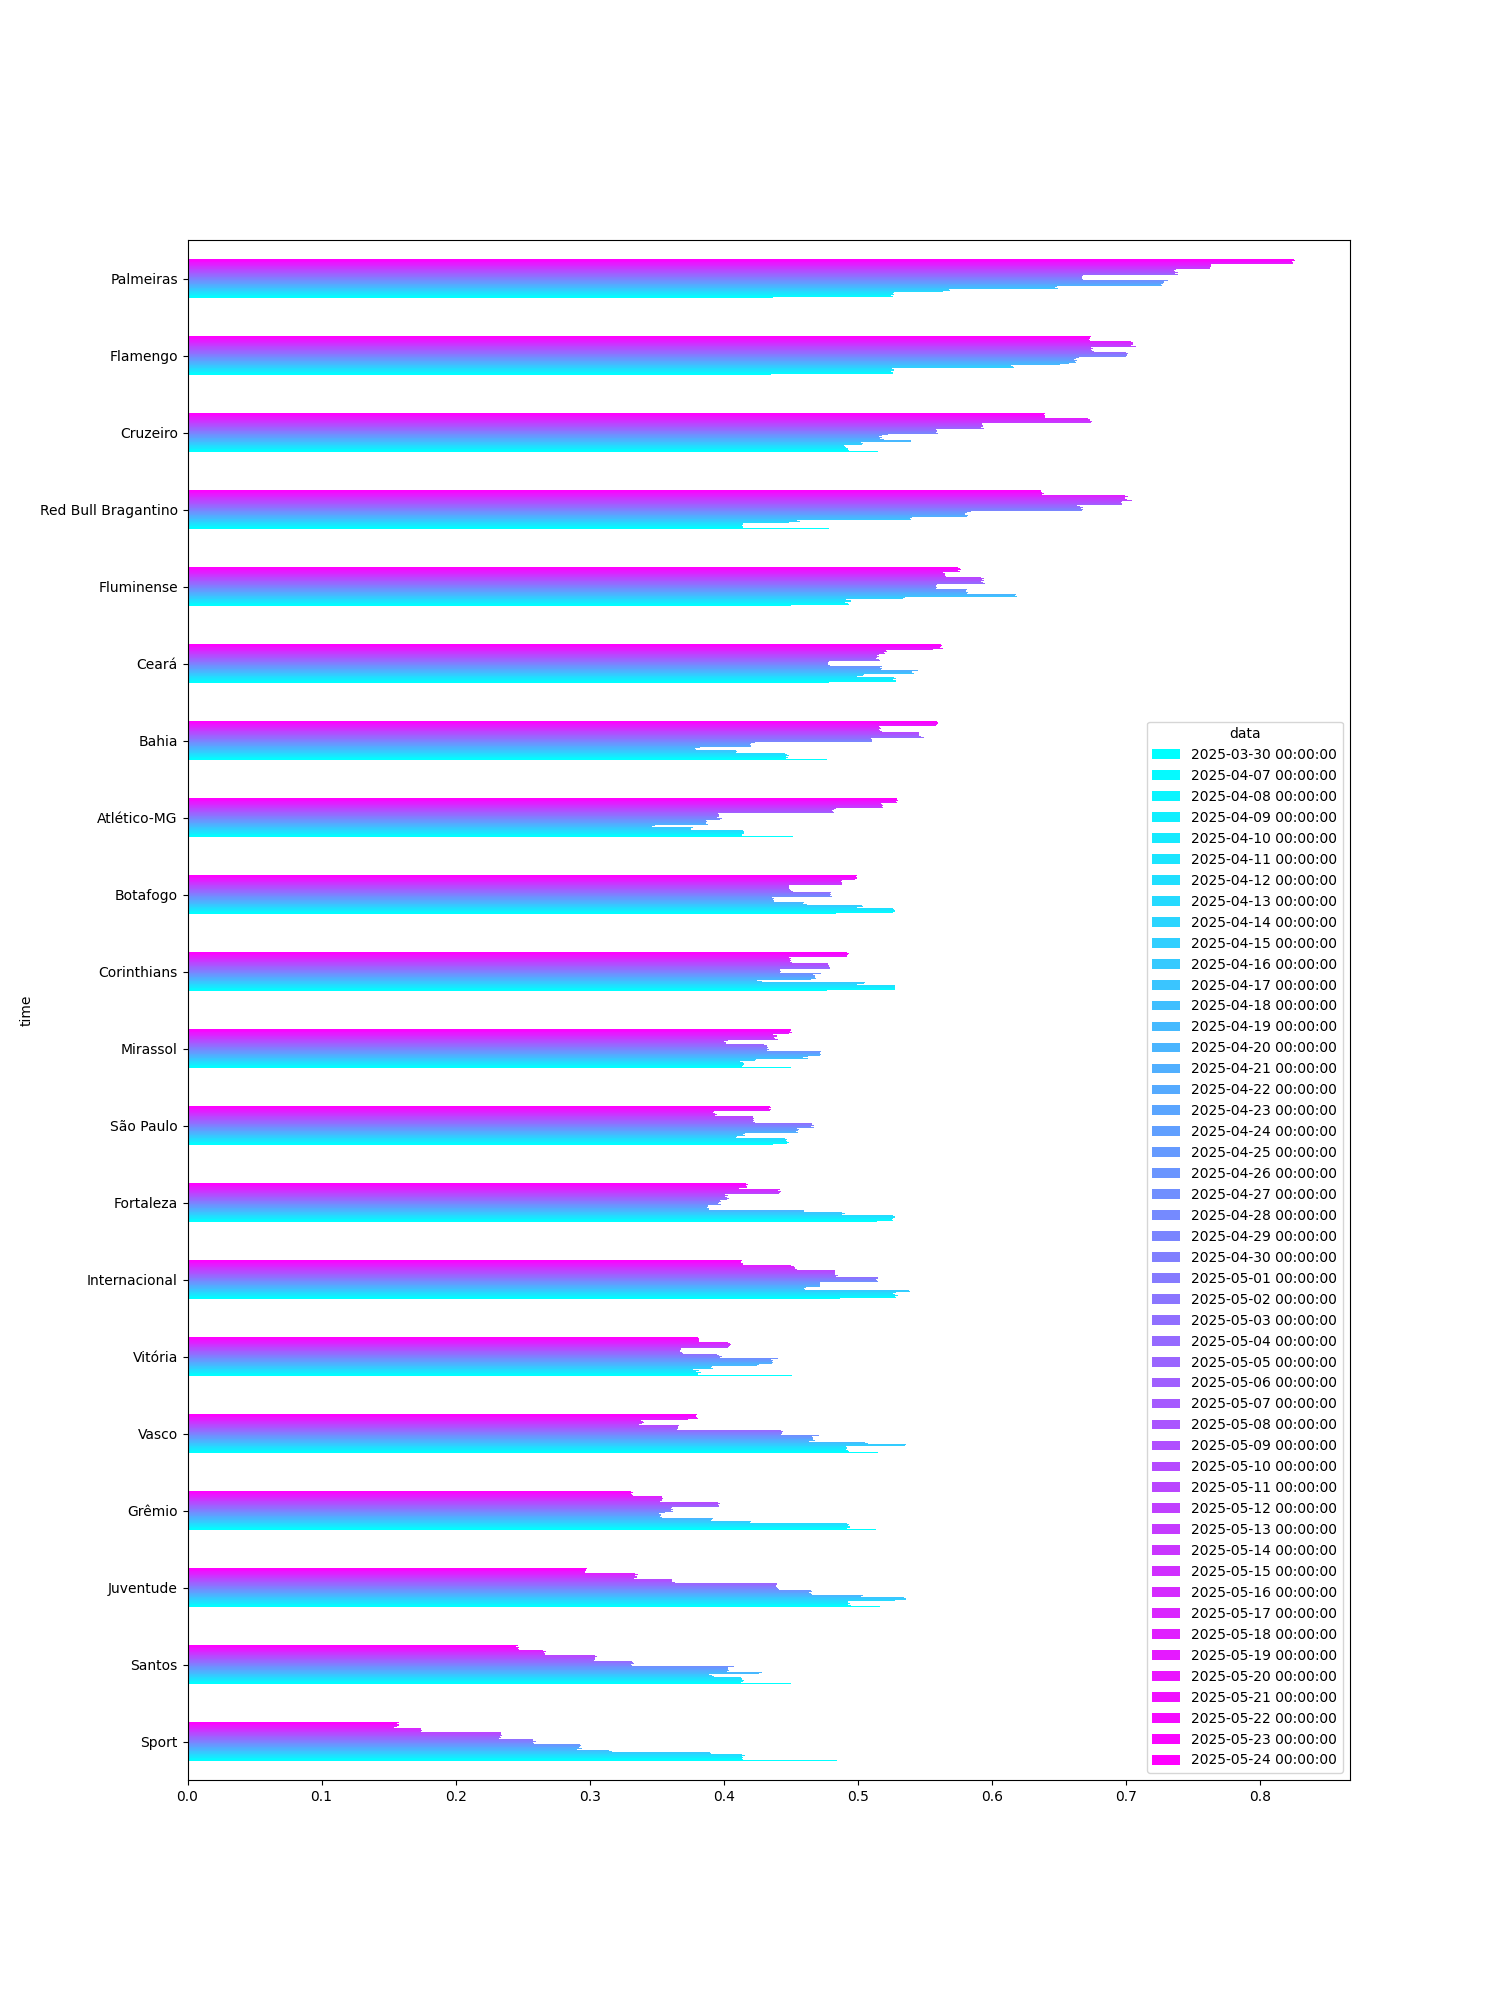 Palmeiras
Flamengo
Cruzeiro
Red Bull Bragantino
Fluminense
Ceará
Bahia
Atlético-MG
Botafogo
Corinthians
Mirassol
São Paulo
Fortaleza
Internacional
Vitória
Vasco
Grêmio
Juventude
Santos
Sport
time
0.0 0.1 0.2 0.3 0.4 0.5 0.6 0.7 0.8
data
2025-03-30 00:00:00
2025-04-07 00:00:00
2025-04-08 00:00:00
2025-04-09 00:00:00
2025-04-10 00:00:00
2025-04-11 00:00:00
2025-04-12 00:00:00
2025-04-13 00:00:00
2025-04-14 00:00:00
2025-04-15 00:00:00
2025-04-16 00:00:00
2025-04-17 00:00:00
2025-04-18 00:00:00
2025-04-19 00:00:00
2025-04-20 00:00:00
2025-04-21 00:00:00
2025-04-22 00:00:00
2025-04-23 00:00:00
2025-04-24 00:00:00
2025-04-25 00:00:00
2025-04-26 00:00:00
2025-04-27 00:00:00
2025-04-28 00:00:00
2025-04-29 00:00:00
2025-04-30 00:00:00
2025-05-01 00:00:00
2025-05-02 00:00:00
2025-05-03 00:00:00
2025-05-04 00:00:00
2025-05-05 00:00:00
2025-05-06 00:00:00
2025-05-07 00:00:00
2025-05-08 00:00:00
2025-05-09 00:00:00
2025-05-10 00:00:00
2025-05-11 00:00:00
2025-05-12 00:00:00
2025-05-13 00:00:00
2025-05-14 00:00:00
2025-05-15 00:00:00
2025-05-16 00:00:00
2025-05-17 00:00:00
2025-05-18 00:00:00
2025-05-19 00:00:00
2025-05-20 00:00:00
2025-05-21 00:00:00
2025-05-22 00:00:00
2025-05-23 00:00:00
2025-05-24 00:00:00